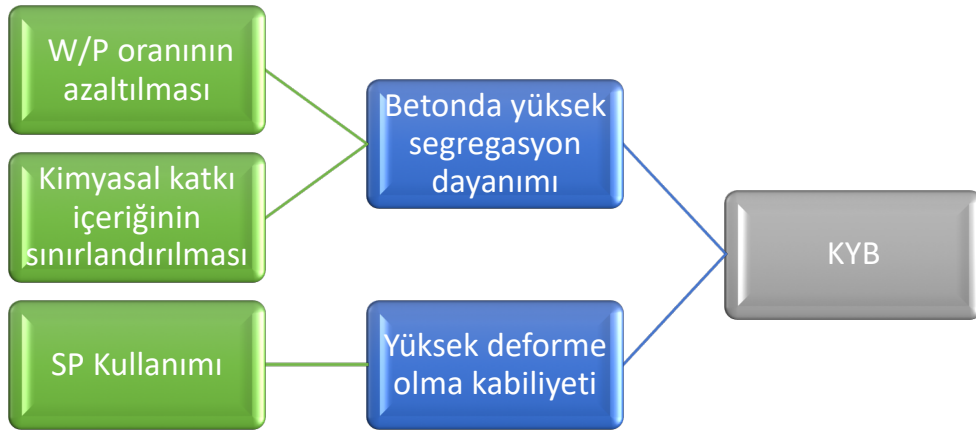 W/P oranının
azaltılması
Kimyasal katkı
içeriğinin
sınırlandırılması
SP Kullanımı
Betonda yüksek
segregasyon
dayanımı
Yüksek deforme
olma kabiliyeti
KYB